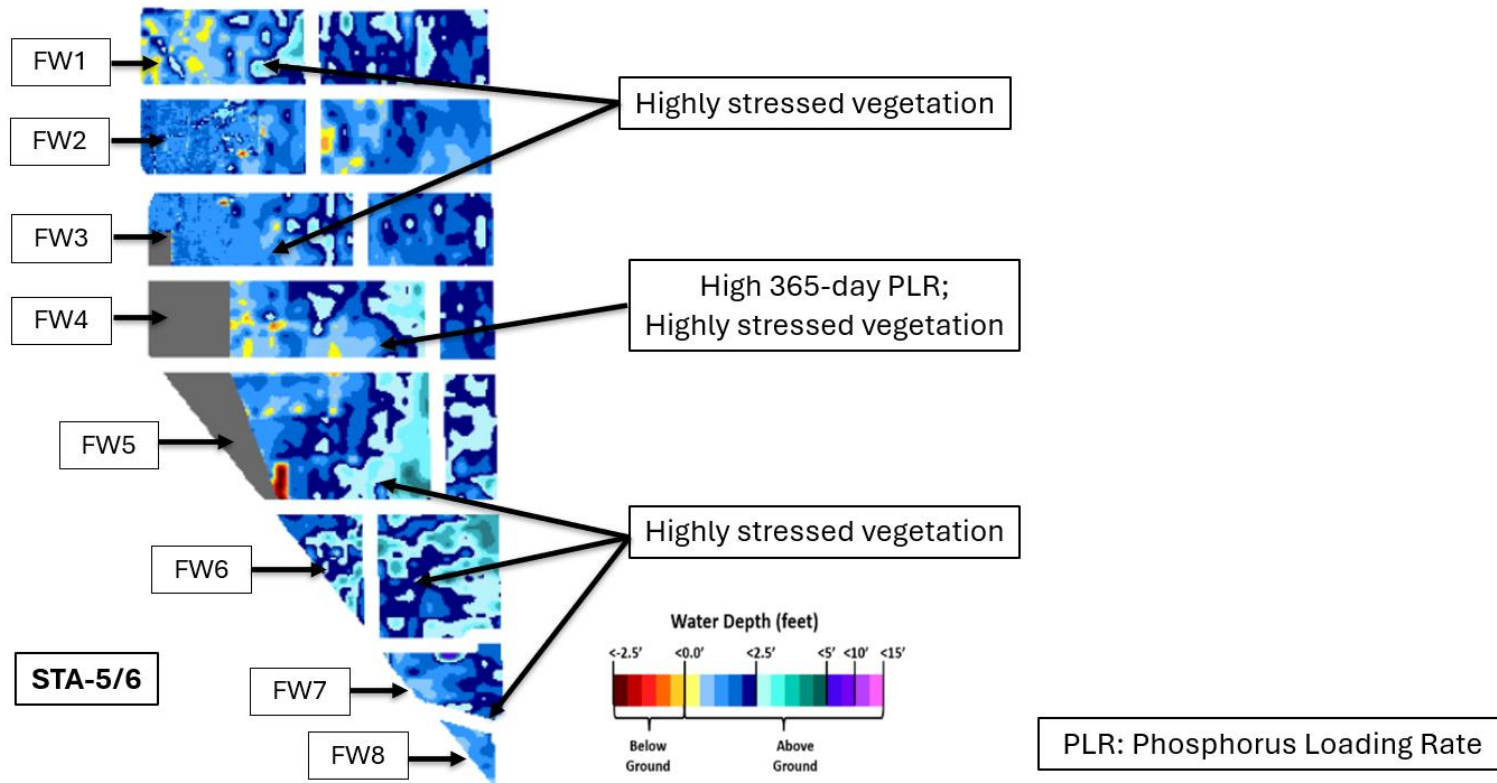 FW1
Highly stressed vegetation
FW2
FW3
High 365-day PLR;
Highly stressed vegetation
FW4
FW5
Highly stressed vegetation
FW6
Water Depth (feet)
<-2.5' <0.0' <2.5' <5' <10' <15'
STA-5/6
FW7
Below
Ground
Above
Ground
PLR: Phosphorus Loading Rate
FW8